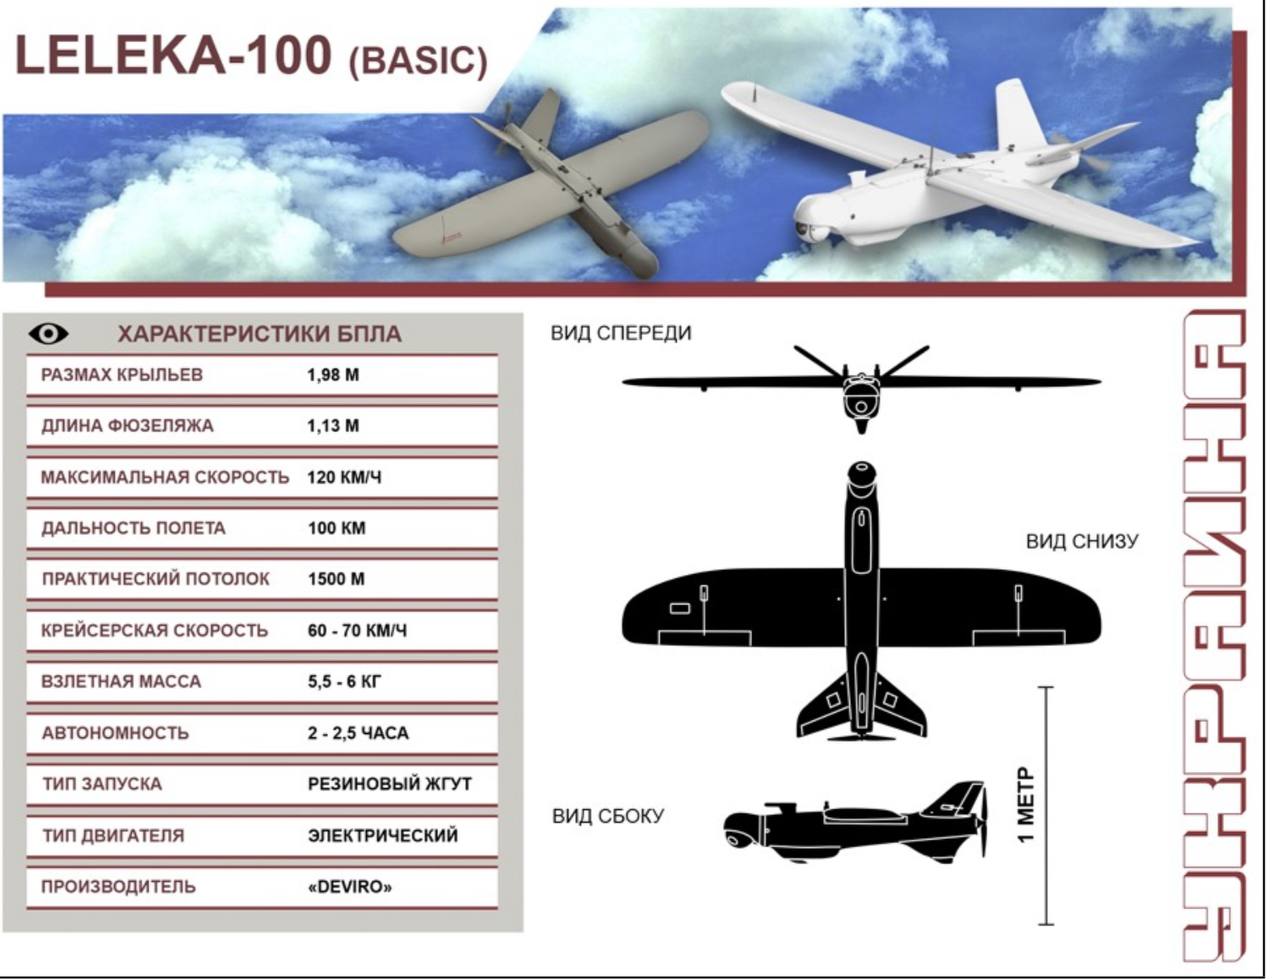 LELEKA-100 (BASIC)
ХАРАКТЕРИСТИКИ БПЛА
РАЗМАХ КРЫЛЬЕВ 1,98 М
ДЛИНА ФЮЗЕЛЯЖА 1,13 М
МАКСИМАЛЬНАЯ СКОРОСТЬ 120 КМ/Ч
ДАЛЬНОСТЬ ПОЛЕТА 100 КМ
ПРАКТИЧЕСКИЙ ПОТОЛОК 1500 М
КРЕЙСЕРСКАЯ СКОРОСТЬ 60 - 70 КМ/Ч
ВЗЛЕТНАЯ МАССА 5,5 - 6 КГ
АВТОНОМНОСТЬ 2 - 2,5 ЧАСА
ТИП ЗАПУСКА РЕЗИНОВЫЙ ЖГУТ
ТИП ДВИГАТЕЛЯ ЭЛЕКТРИЧЕСКИЙ
ПРОИЗВОДИТЕЛЬ «DEVIRO»
ВИД СПЕРЕДИ
ВИД СНИЗУ
ВИД СБОКУ
1 МЕТР
УКРАИНА